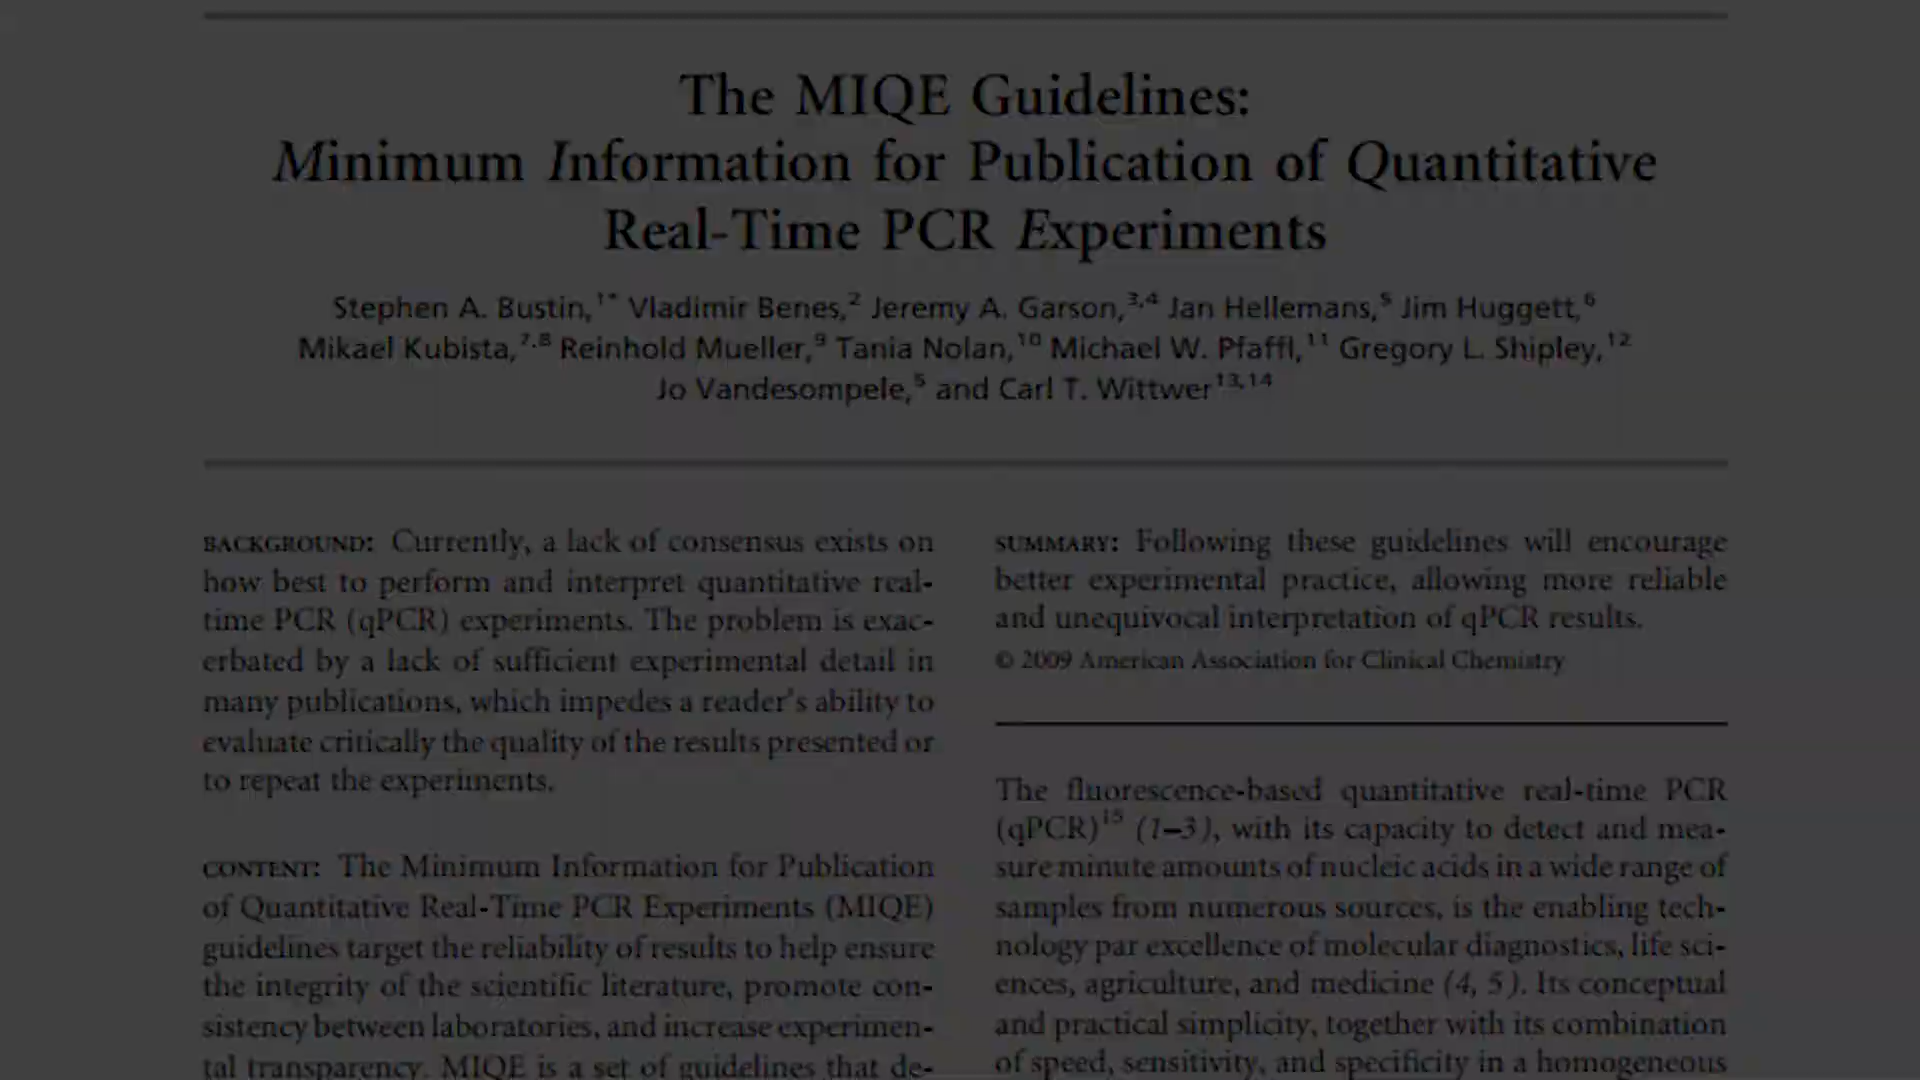 The MIQE Guidelines:
Minimum Information for Publication of Quantitative
Real-Time PCR Experiments
Stephen A. Bustin,1* Vladimir Benes,2 Jeremy A. Garson,3,4 Jan Hellemans,5 Jim Huggett,6
Mikael Kubista,7,8 Reinhold Mueller,9 Tania Nolan,10 Michael W. Pfaffl,11 Gregory L. Shipley,12
Jo Vandesompele,5 and Carl T. Wittwer13,14
BACKGROUND: Currently, a lack of consensus exists on
how best to perform and interpret quantitative real-
time PCR (qPCR) experiments. The problem is exac-
erbated by a lack of sufficient experimental detail in
many publications, which impedes a reader's ability to
evaluate critically the quality of the results presented or
to repeat the experiments.
CONTENT: The Minimum Information for Publication
of Quantitative Real-Time PCR Experiments (MIQE)
guidelines target the reliability of results to help ensure
the integrity of the scientific literature, promote con-
sistency between laboratories, and increase experimen-
tal transparency. MIQE is a set of guidelines that de-
SUMMARY: Following these guidelines will encourage
better experimental practice, allowing more reliable
and unequivocal interpretation of qPCR results.
© 2009 American Association for Clinical Chemistry
The fluorescence-based quantitative real-time PCR
(qPCR)15 (1–3), with its capacity to detect and mea-
sure minute amounts of nucleic acids in a wide range of
samples from numerous sources, is the enabling tech-
nology par excellence of molecular diagnostics, life sci-
ences, agriculture, and medicine (4, 5). Its conceptual
and practical simplicity, together with its combination
of speed, sensitivity, and specificity in a homogeneous